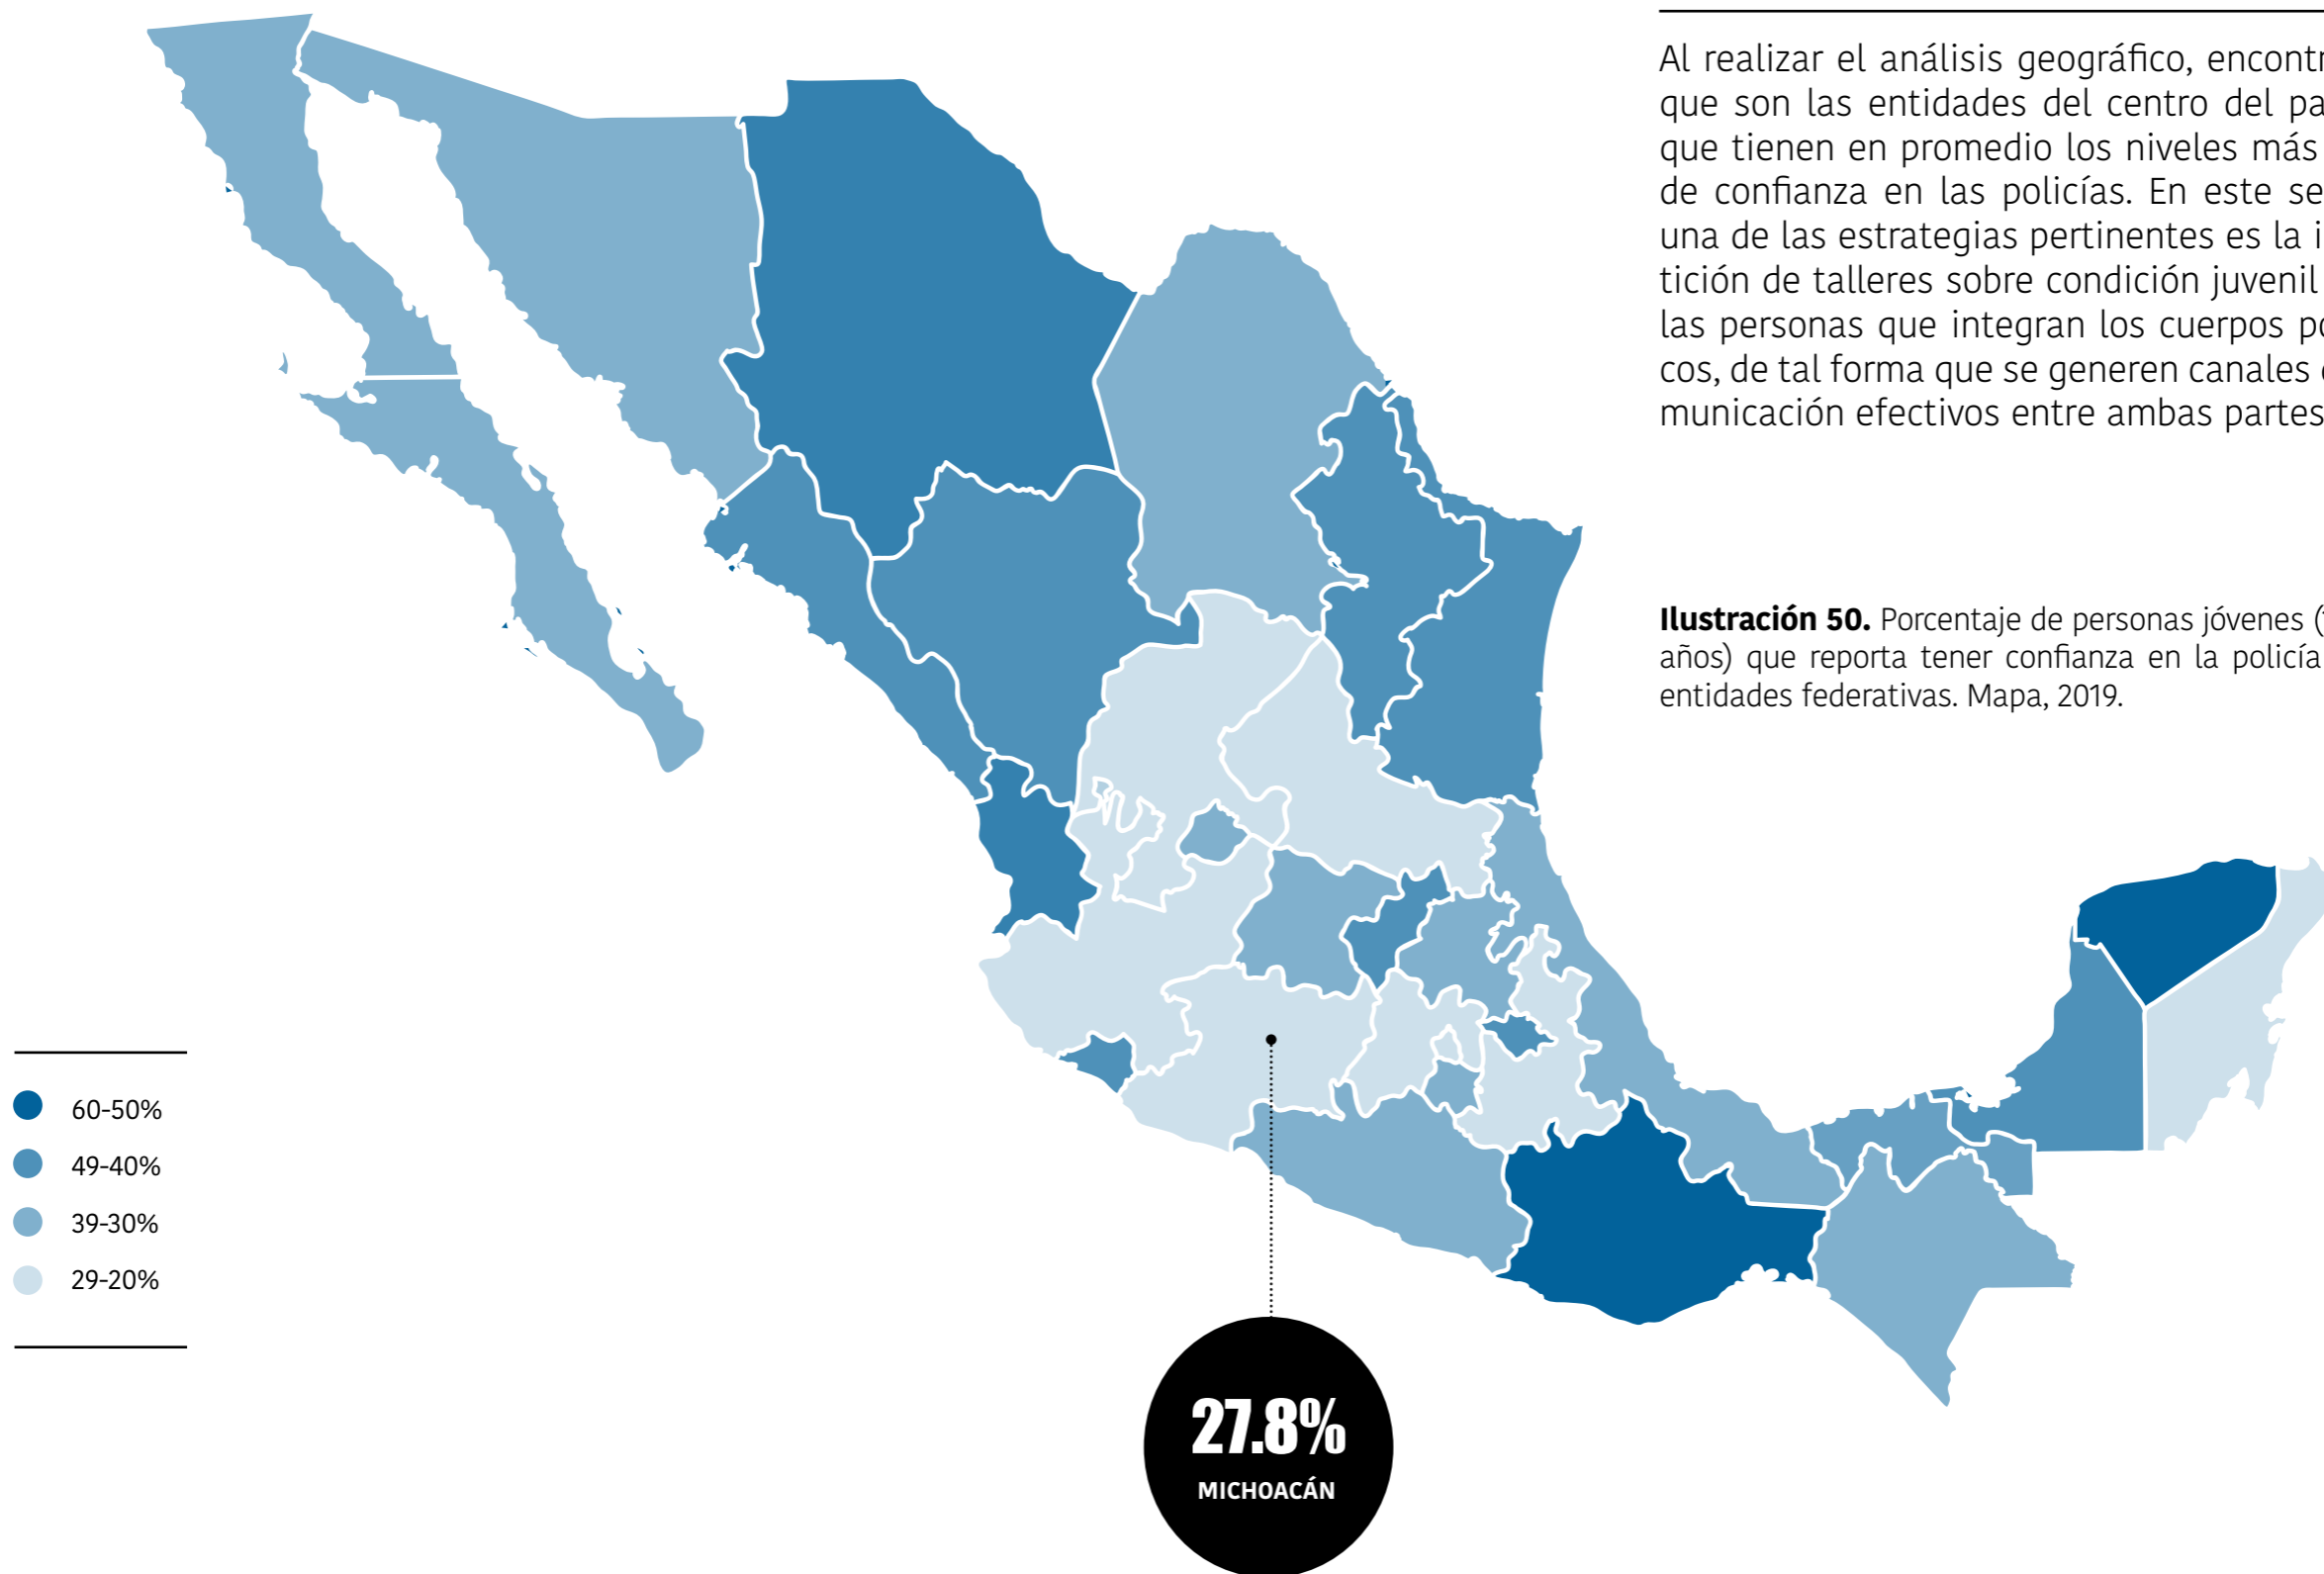 Al realizar el análisis geográfico, encontr
que son las entidades del centro del pa
que tienen en promedio los niveles más
de confianza en las policías. En este se
una de las estrategias pertinentes es la i
tición de talleres sobre condición juvenil
las personas que integran los cuerpos po
cos, de tal forma que se generen canales
municación efectivos entre ambas partes
Ilustración 50. Porcentaje de personas jóvenes (
años) que reporta tener confianza en la policía
entidades federativas. Mapa, 2019.
60-50%
49-40%
39-30%
29-20%
27.8%
MICHOACÁN